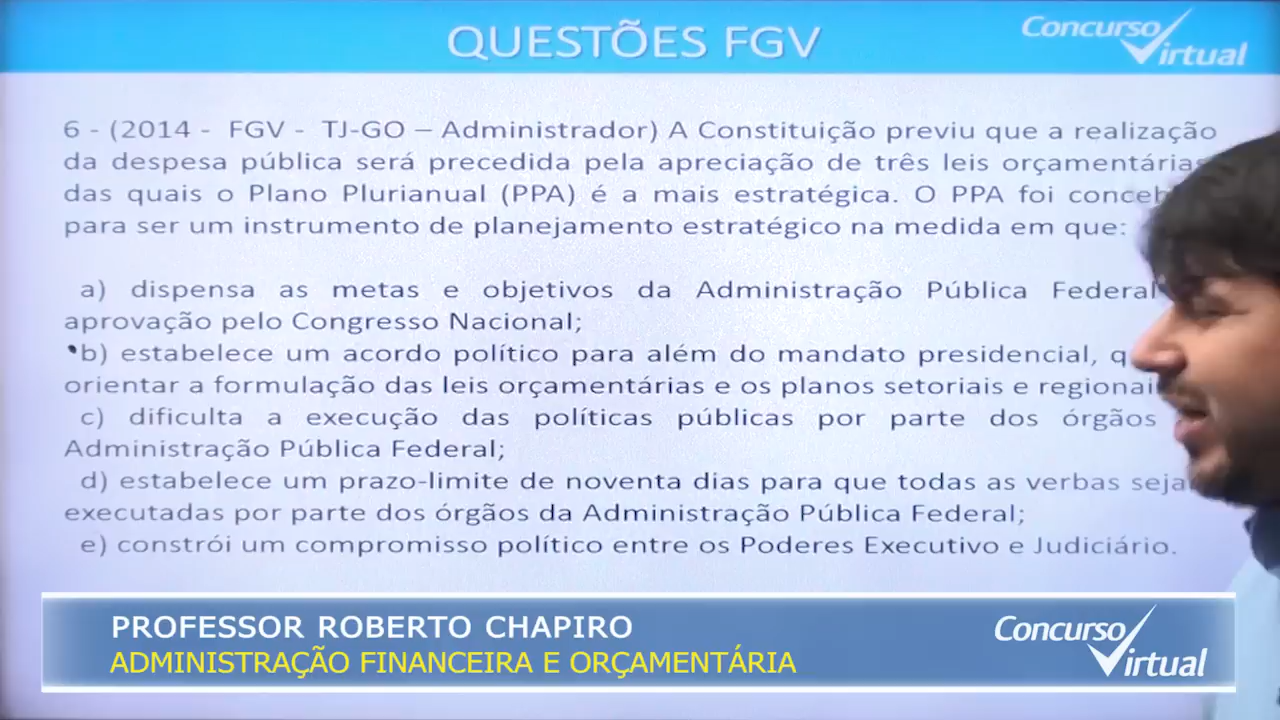 QUESTÕES FGV
Concurso Virtual
6 - (2014 - FGV - TJ-GO – Administrador) A Constituição previu que a realização
da despesa pública será precedida pela apreciação de três leis orçamentárias
das quais o Plano Plurianual (PPA) é a mais estratégica. O PPA foi
para ser um instrumento de planejamento estratégico na medida em que:
a) dispensa as metas e objetivos da Administração Pública Federal
aprovação pelo Congresso Nacional;
b) estabelece um acordo político para além do mandato presidencial,
orientar a formulação das leis orçamentárias e os planos setoriais e
c) dificulta a execução das políticas públicas por parte dos órgãos
Administração Pública Federal;
d) estabelece um prazo-limite de noventa dias para que todas as verbas
executadas por parte dos órgãos da Administração Pública Federal;
e) constrói um compromisso político entre os Poderes Executivo e Judiciário.
PROFESSOR ROBERTO CHAPIRO
ADMINISTRAÇÃO FINANCEIRA E ORÇAMENTÁRIA
Concurso Virtual